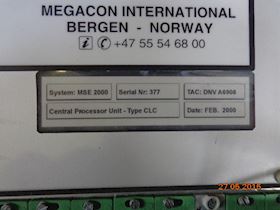 MEGACON INTERNATIONAL
BERGEN - NORWAY
+47 55 54 68 00
System: MSE 2000 Serial Nr: 377 TAC: DNV A6908
Central Processor Unit - Type CLC Date: FEB. 2000
27 06 2016